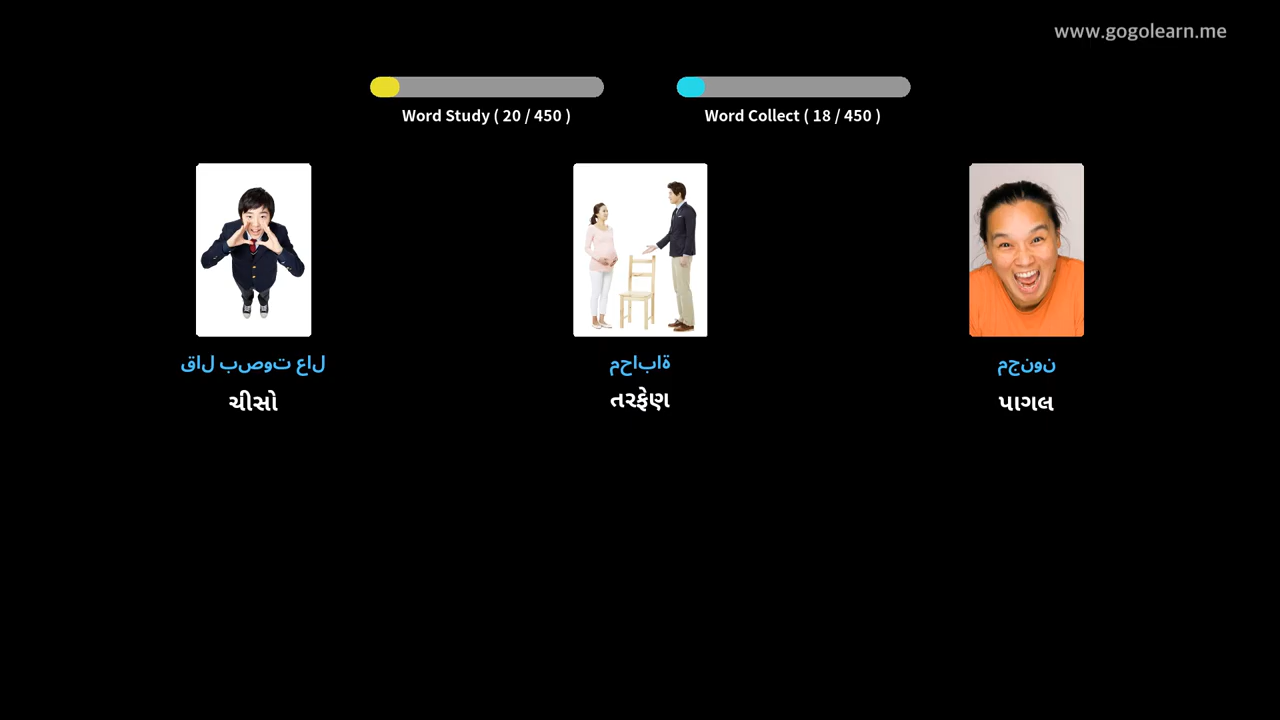 www.gogolearn.me
Word Study ( 20 / 450 )
Word Collect ( 18 / 450 )
قال بصوت عال
ચીસો
محاباة
તરફેણ
مجنون
પાગલ